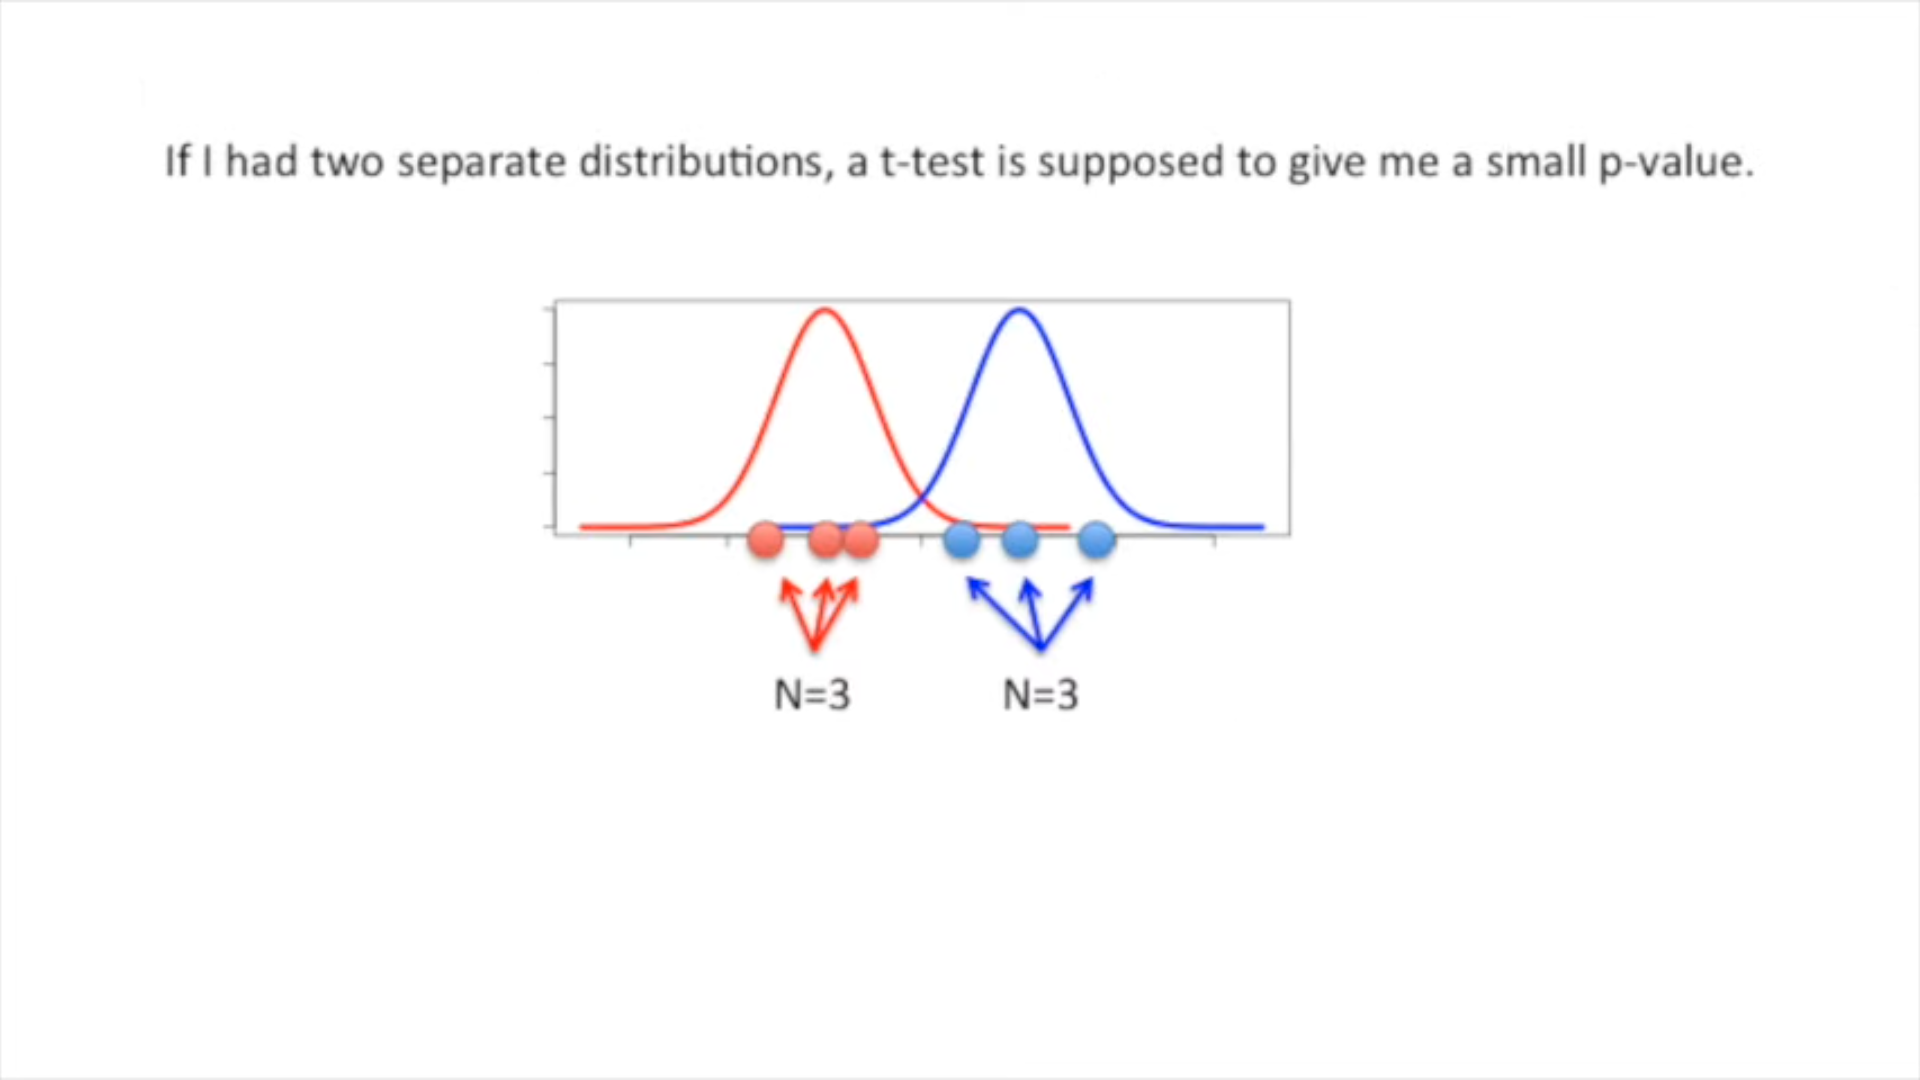 If I had two separate distributions, a t-test is supposed to give me a small p-value.
N=3 N=3